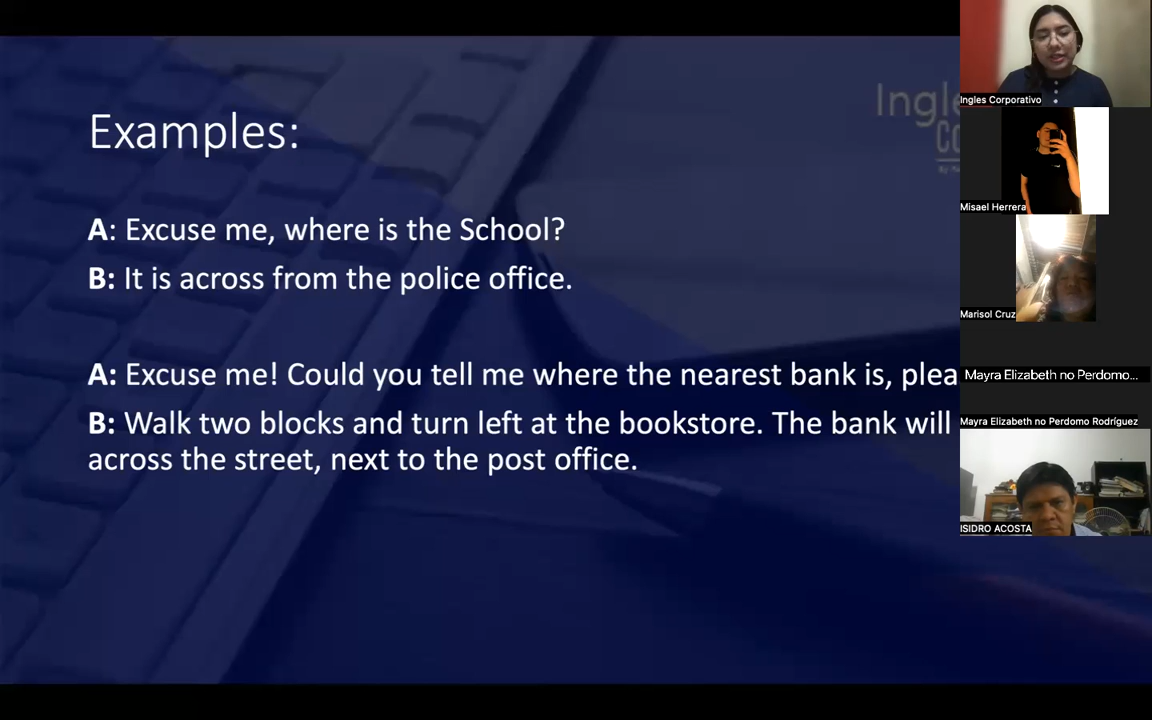 Examples:
A: Excuse me, where is the School?
B: It is across from the police office.
A: Excuse me! Could you tell me where the nearest bank is, plea
B: Walk two blocks and turn left at the bookstore. The bank will
across the street, next to the post office.
Ingle
Ingles Corporativo
Misael Herrera
Marisol Cruz
Mayra Elizabeth no Perdomo...
Mayra Elizabeth no Perdomo Rodríguez
ISIDRO ACOSTA